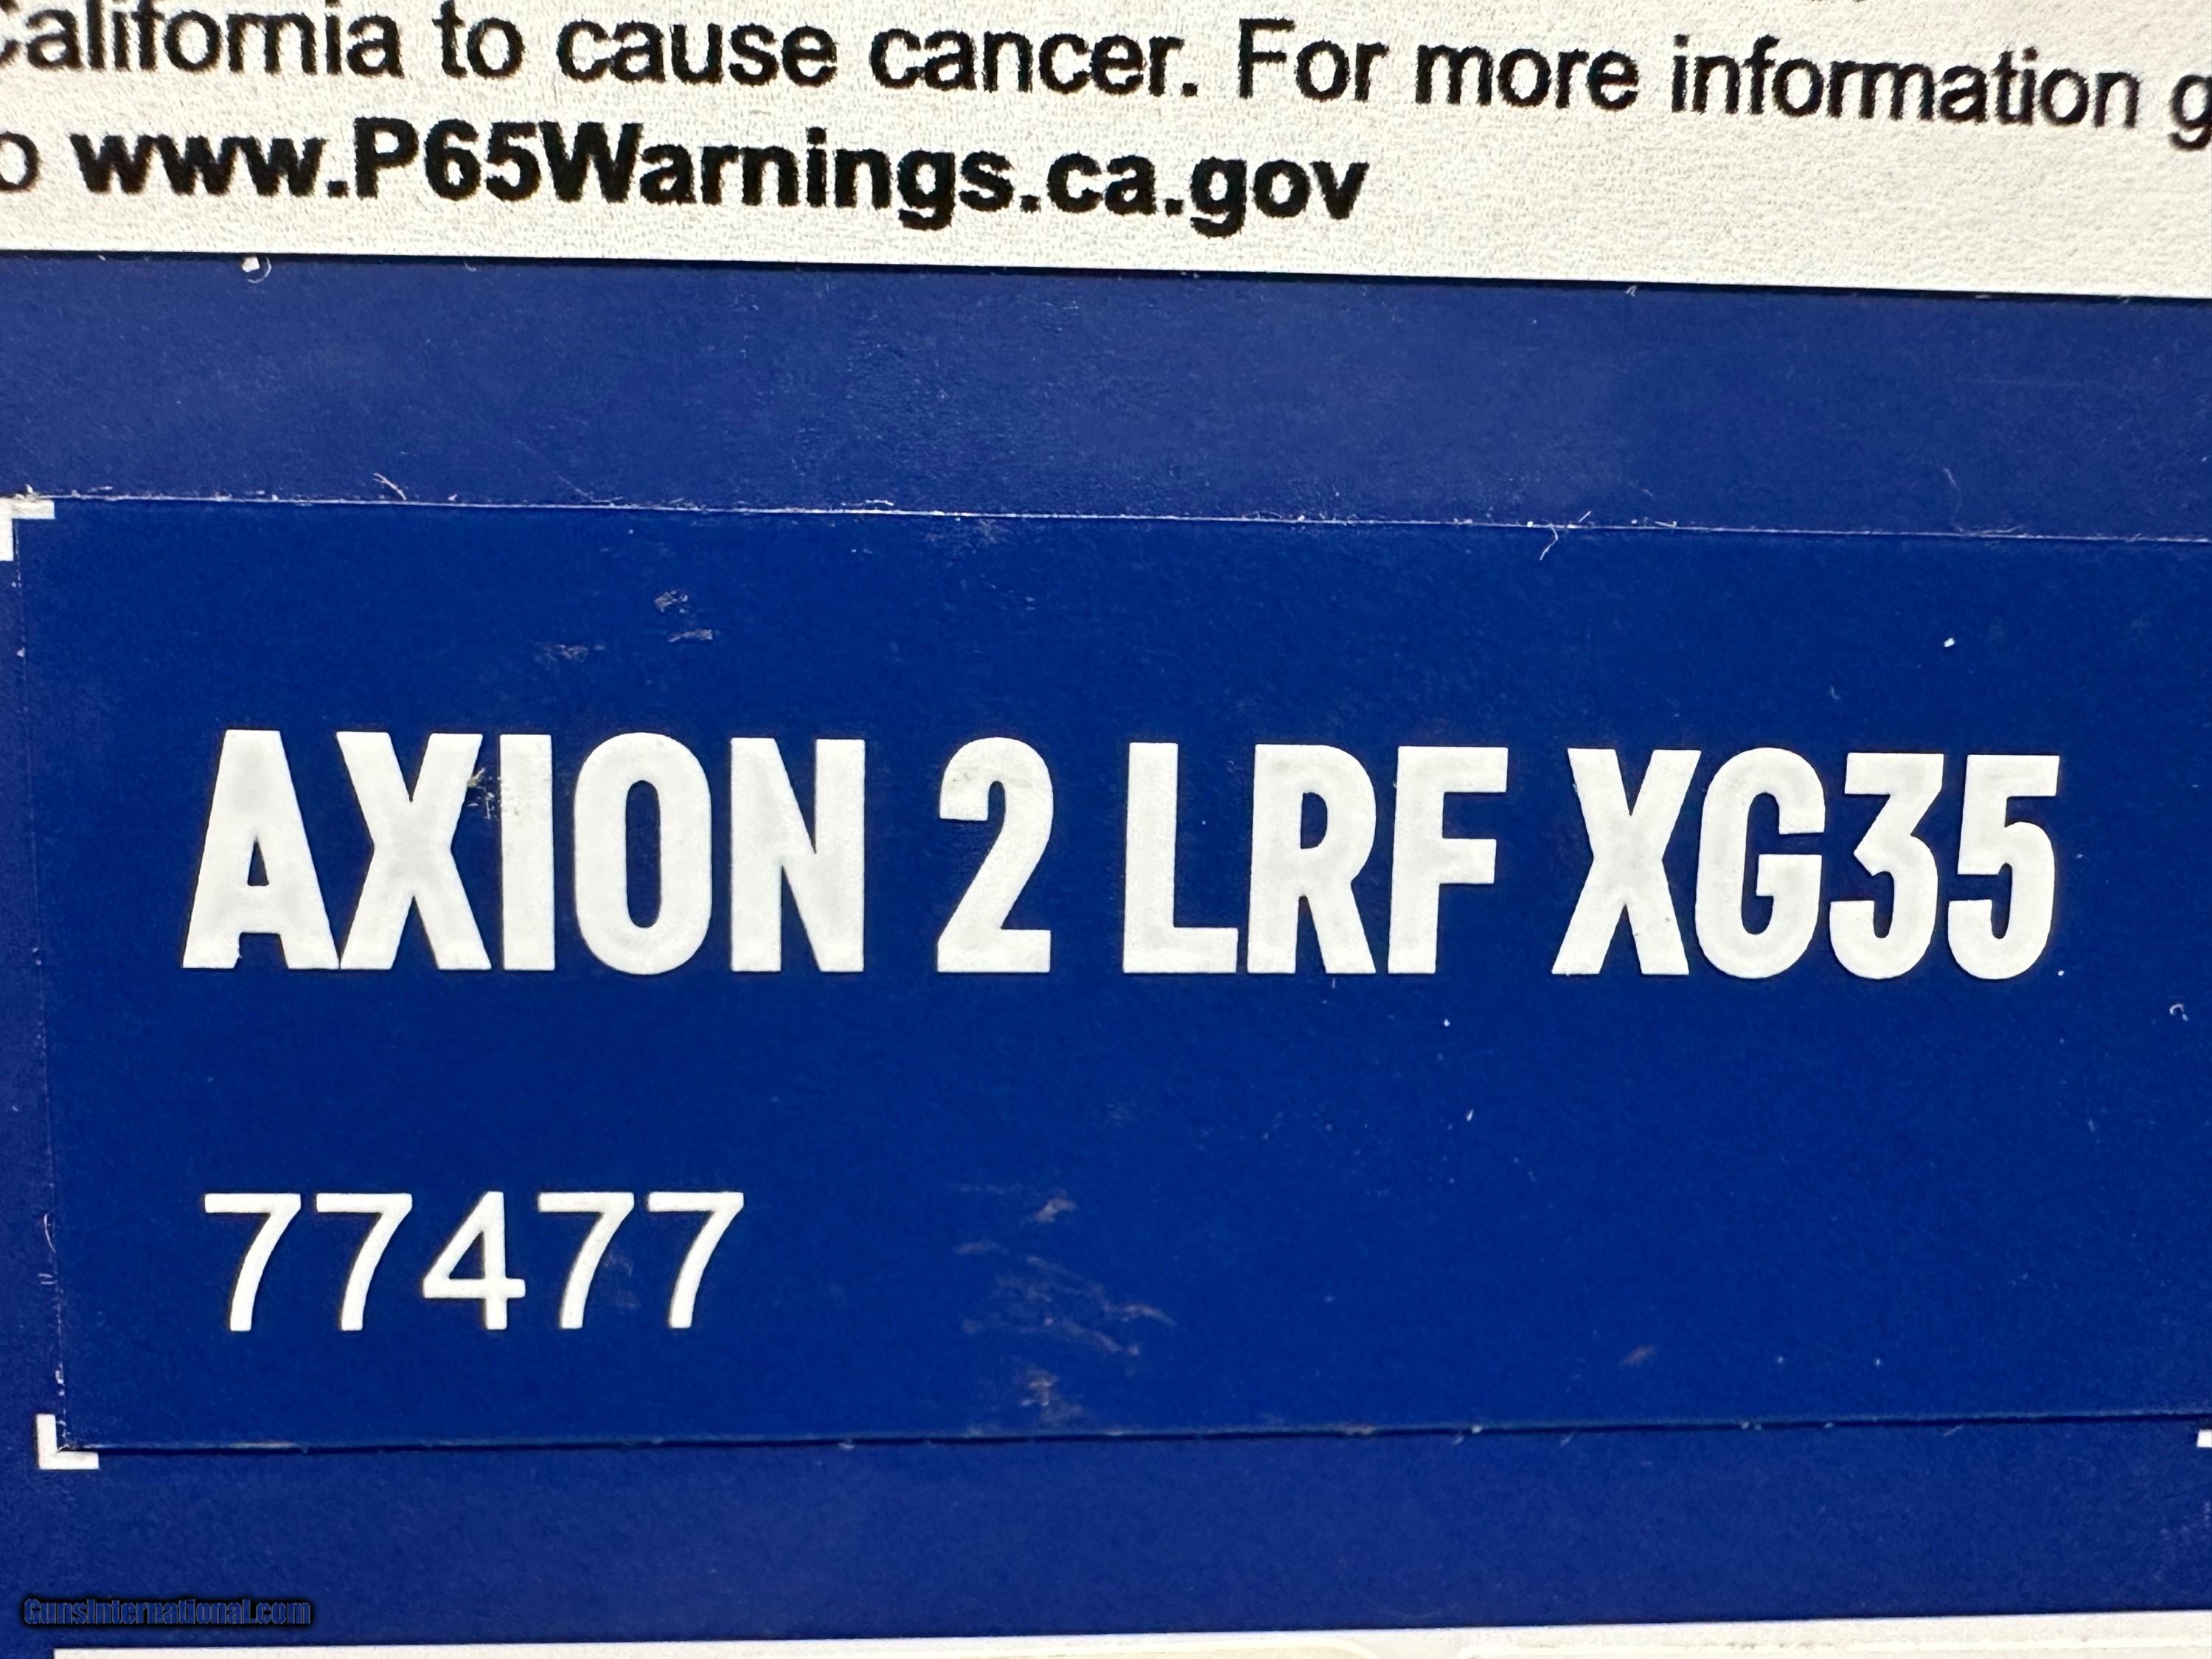 California to cause cancer. For more information g
o www.P65Warnings.ca.gov
AXION 2 LRF XG35
77477
GunsInternational.com